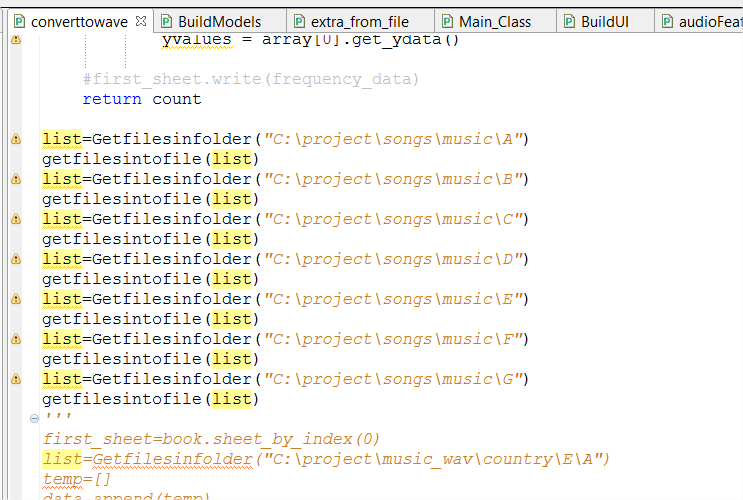 converttowave BuildModels extra_from_file Main_Class BuildUI audioFeat
yvalues = array[0].get_ydata()
#first_sheet.write(frequency_data)
return count
list=Getfilesinfolder("C:\project\songs\music\A")
getfilesintofile(list)
list=Getfilesinfolder("C:\project\songs\music\B")
getfilesintofile(list)
list=Getfilesinfolder("C:\project\songs\music\C")
getfilesintofile(list)
list=Getfilesinfolder("C:\project\songs\music\D")
getfilesintofile(list)
list=Getfilesinfolder("C:\project\songs\music\E")
getfilesintofile(list)
list=Getfilesinfolder("C:\project\songs\music\F")
getfilesintofile(list)
list=Getfilesinfolder("C:\project\songs\music\G")
getfilesintofile(list)
'''
first_sheet=book.sheet_by_index(0)
list=Getfilesinfolder("C:\project\music_wav\country\E\A")
temp=[]
data.append(temp)